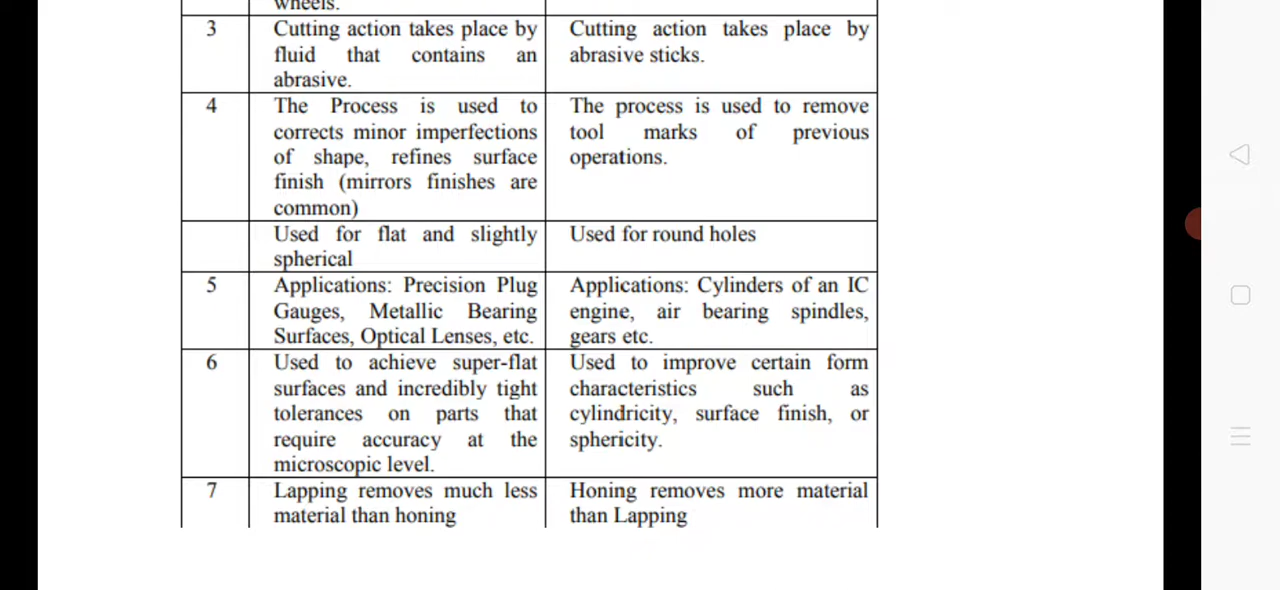 wheels.
3
Cutting action takes place by
fluid that contains an
abrasive.
Cutting action takes place by
abrasive sticks.
4
The Process is used to
corrects minor imperfections
of shape, refines surface
finish (mirrors finishes are
common)
The process is used to remove
tool marks of previous
operations.
Used for flat and slightly
spherical
Used for round holes
5
Applications: Precision Plug
Gauges, Metallic Bearing
Surfaces, Optical Lenses, etc.
Applications: Cylinders of an IC
engine, air bearing spindles,
gears etc.
6
Used to achieve super-flat
surfaces and incredibly tight
tolerances on parts that
require accuracy at the
microscopic level.
Used to improve certain form
characteristics such as
cylindricity, surface finish, or
sphericity.
7
Lapping removes much less
material than honing
Honing removes more material
than Lapping